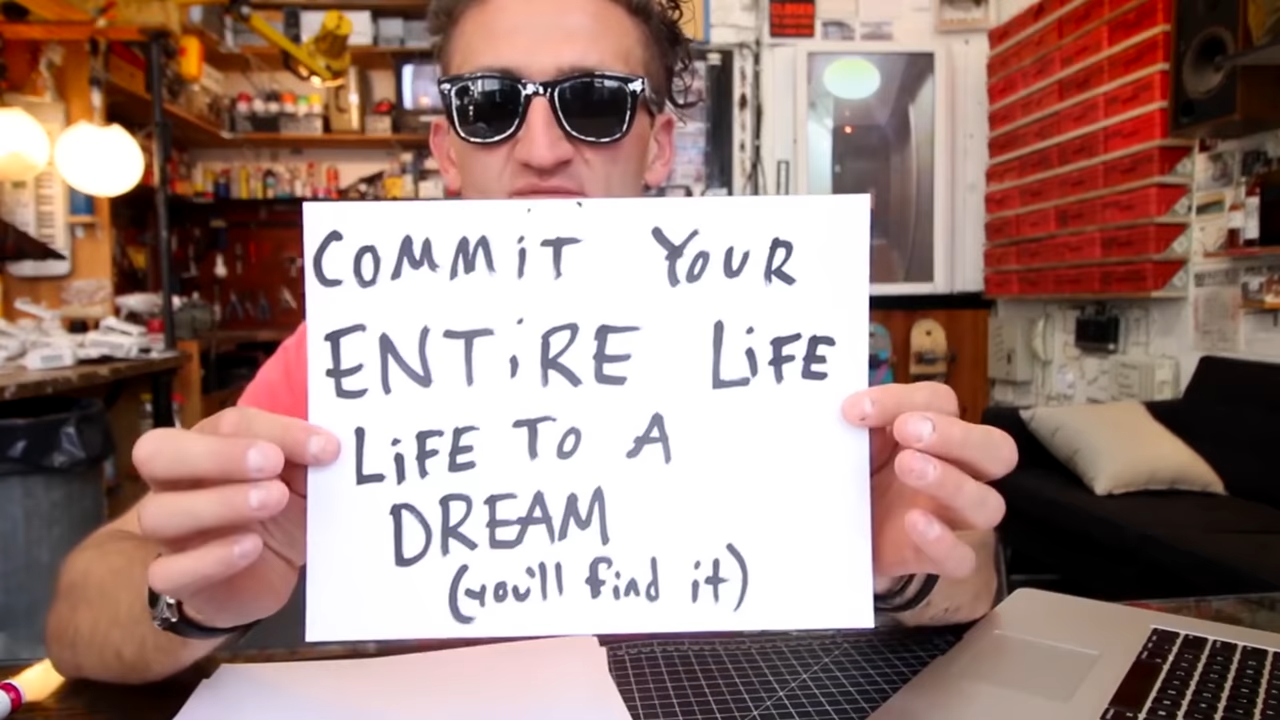 COMMiT YOUR
ENTiRE LiFE
LiFE TO A
DREAM
(you'll find it)